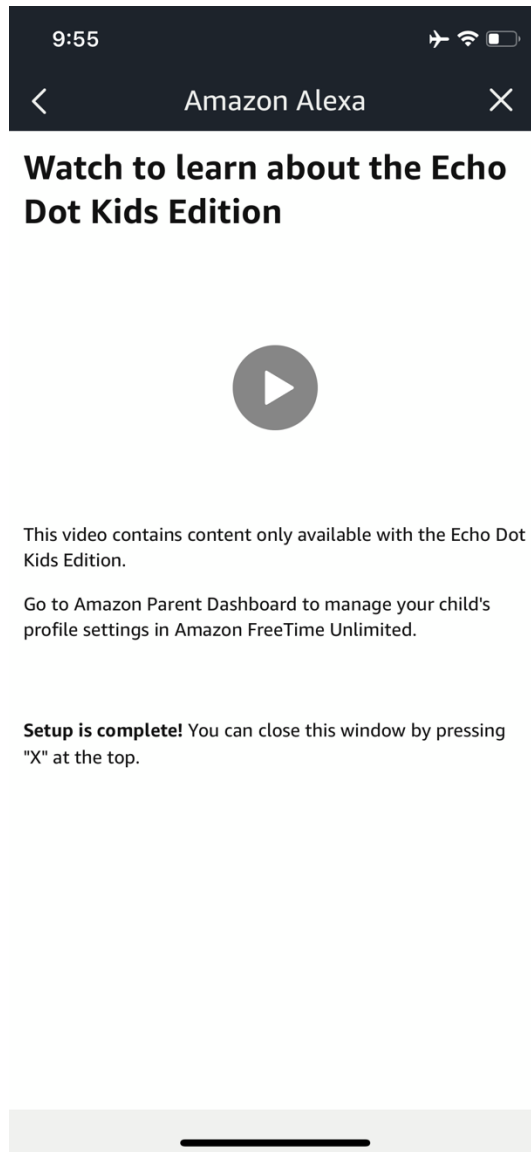 9:55
Amazon Alexa
Watch to learn about the Echo
Dot Kids Edition
This video contains content only available with the Echo Dot
Kids Edition.
Go to Amazon Parent Dashboard to manage your child's
profile settings in Amazon FreeTime Unlimited.
Setup is complete! You can close this window by pressing
"X" at the top.